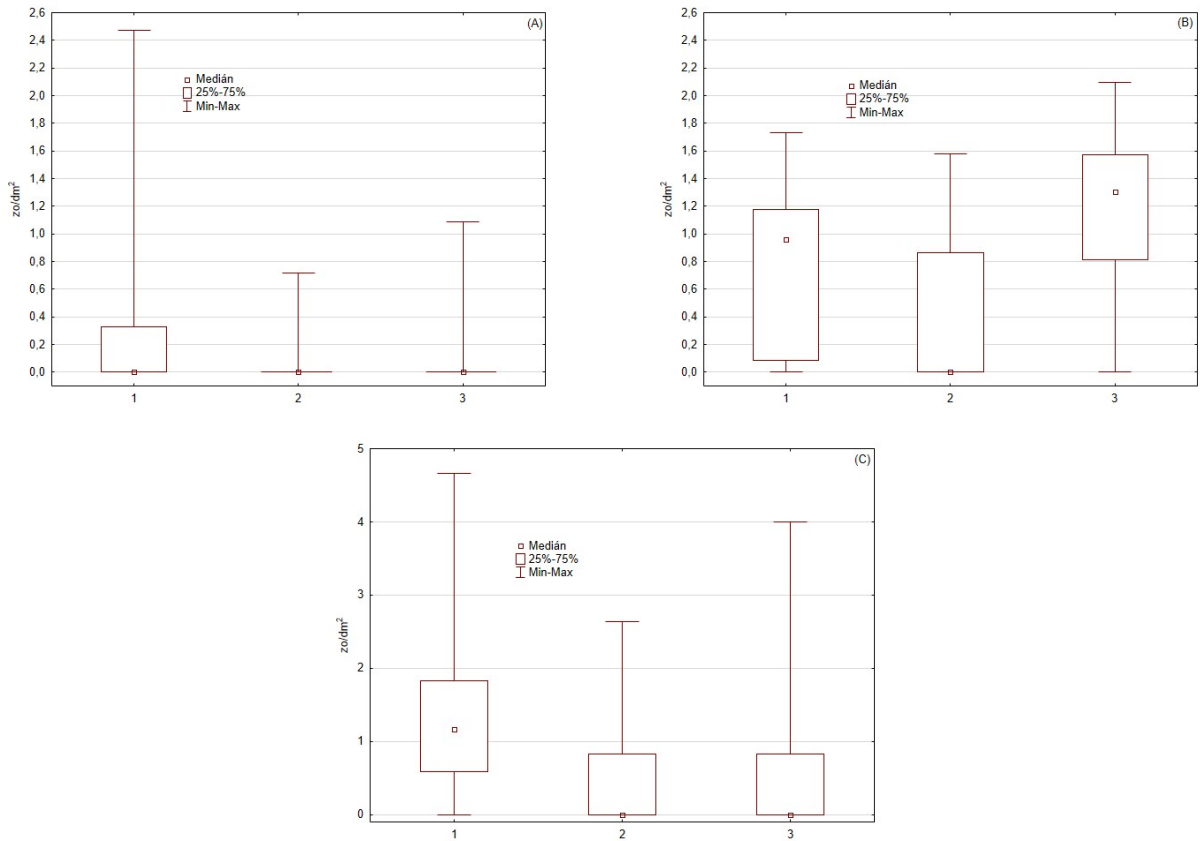 (A)
2,6
2,4
2,2
2,0
1,8
1,6
1,4
1,2
1,0
0,8
0,6
0,4
0,2
0,0
zo/dm²
Medián
25%-75%
Min-Max
1 2 3
(B)
2,6
2,4
2,2
2,0
1,8
1,6
1,4
1,2
1,0
0,8
0,6
0,4
0,2
0,0
zo/dm²
Medián
25%-75%
Min-Max
1 2 3
(C)
5
4
3
2
1
0
zo/dm²
Medián
25%-75%
Min-Max
1 2 3